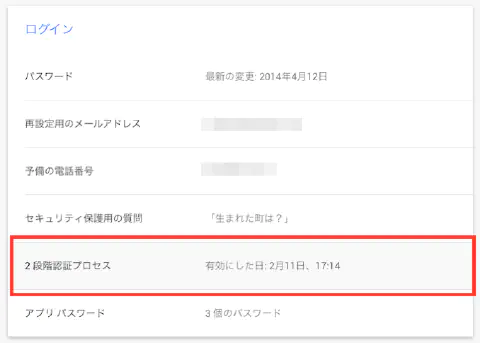 ログイン
パスワード 最新の変更: 2014年4月12日
再設定用のメールアドレス
予備の電話番号
セキュリティ保護用の質問 「生まれた町は？」
2 段階認証プロセス 有効にした日: 2月11日、17:14
アプリ パスワード 3 個のパスワード